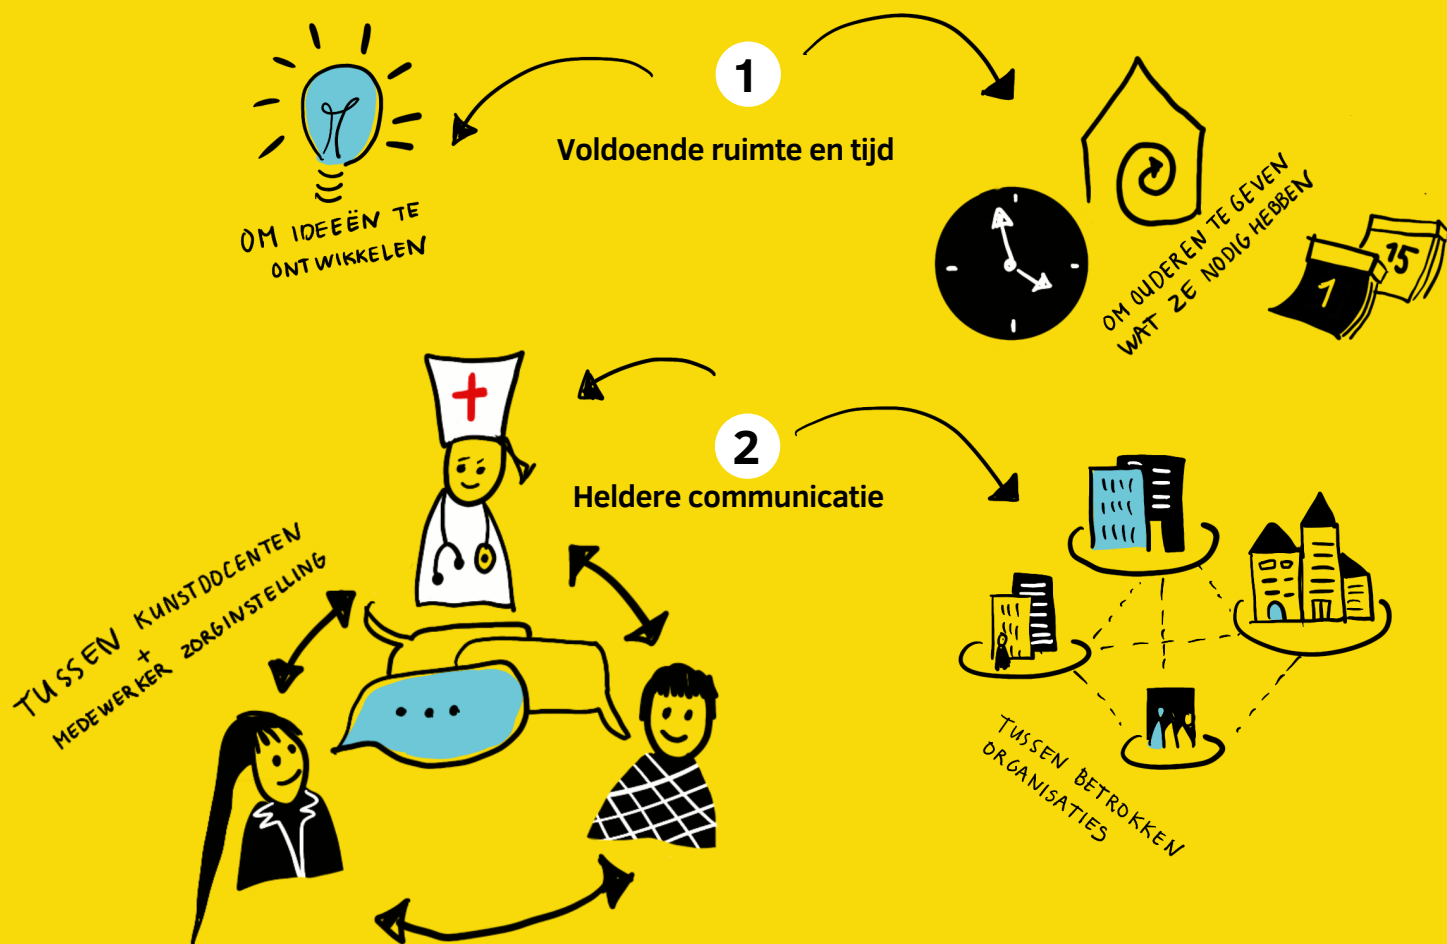 1
Voldoende ruimte en tijd
OM IDEEËN TE
ONTWIKKELEN
OM OUDEREN TE GEVEN
WAT ZE NODIG HEBBEN
1
15
2
Heldere communicatie
TUSSEN KUNSTDOCENTEN
+
MEDEWERKER ZORGINSTELLING
TUSSEN BETROKKEN
ORGANISATIES